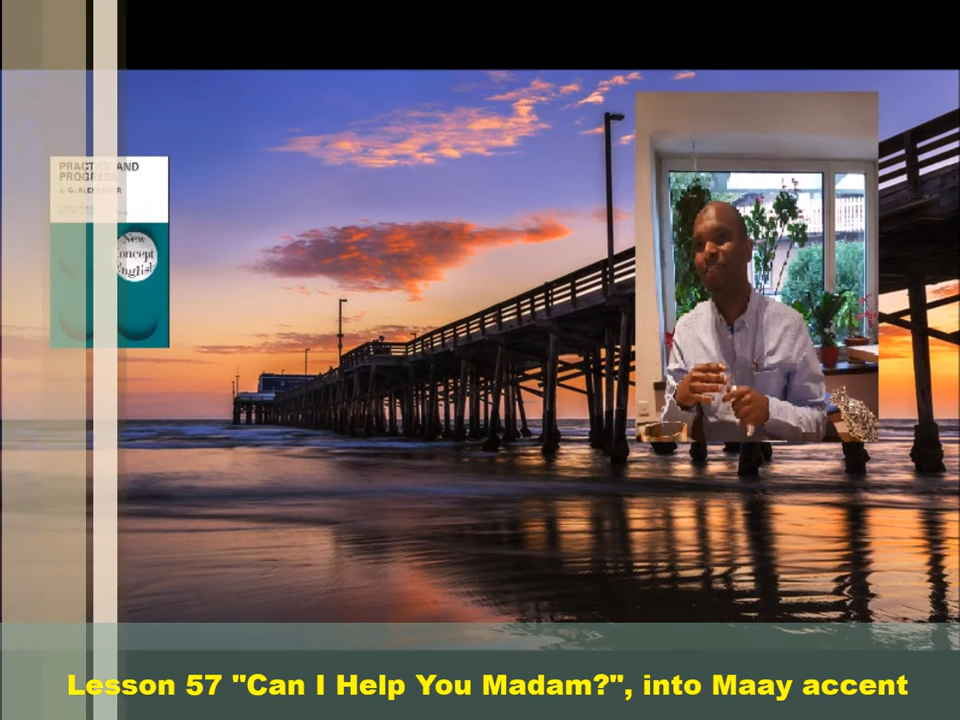 PRACTICE AND
PROGRESS
L. G. ALEXANDER
New
Concept
English
Lesson 57 "Can I Help You Madam?", into Maay accent